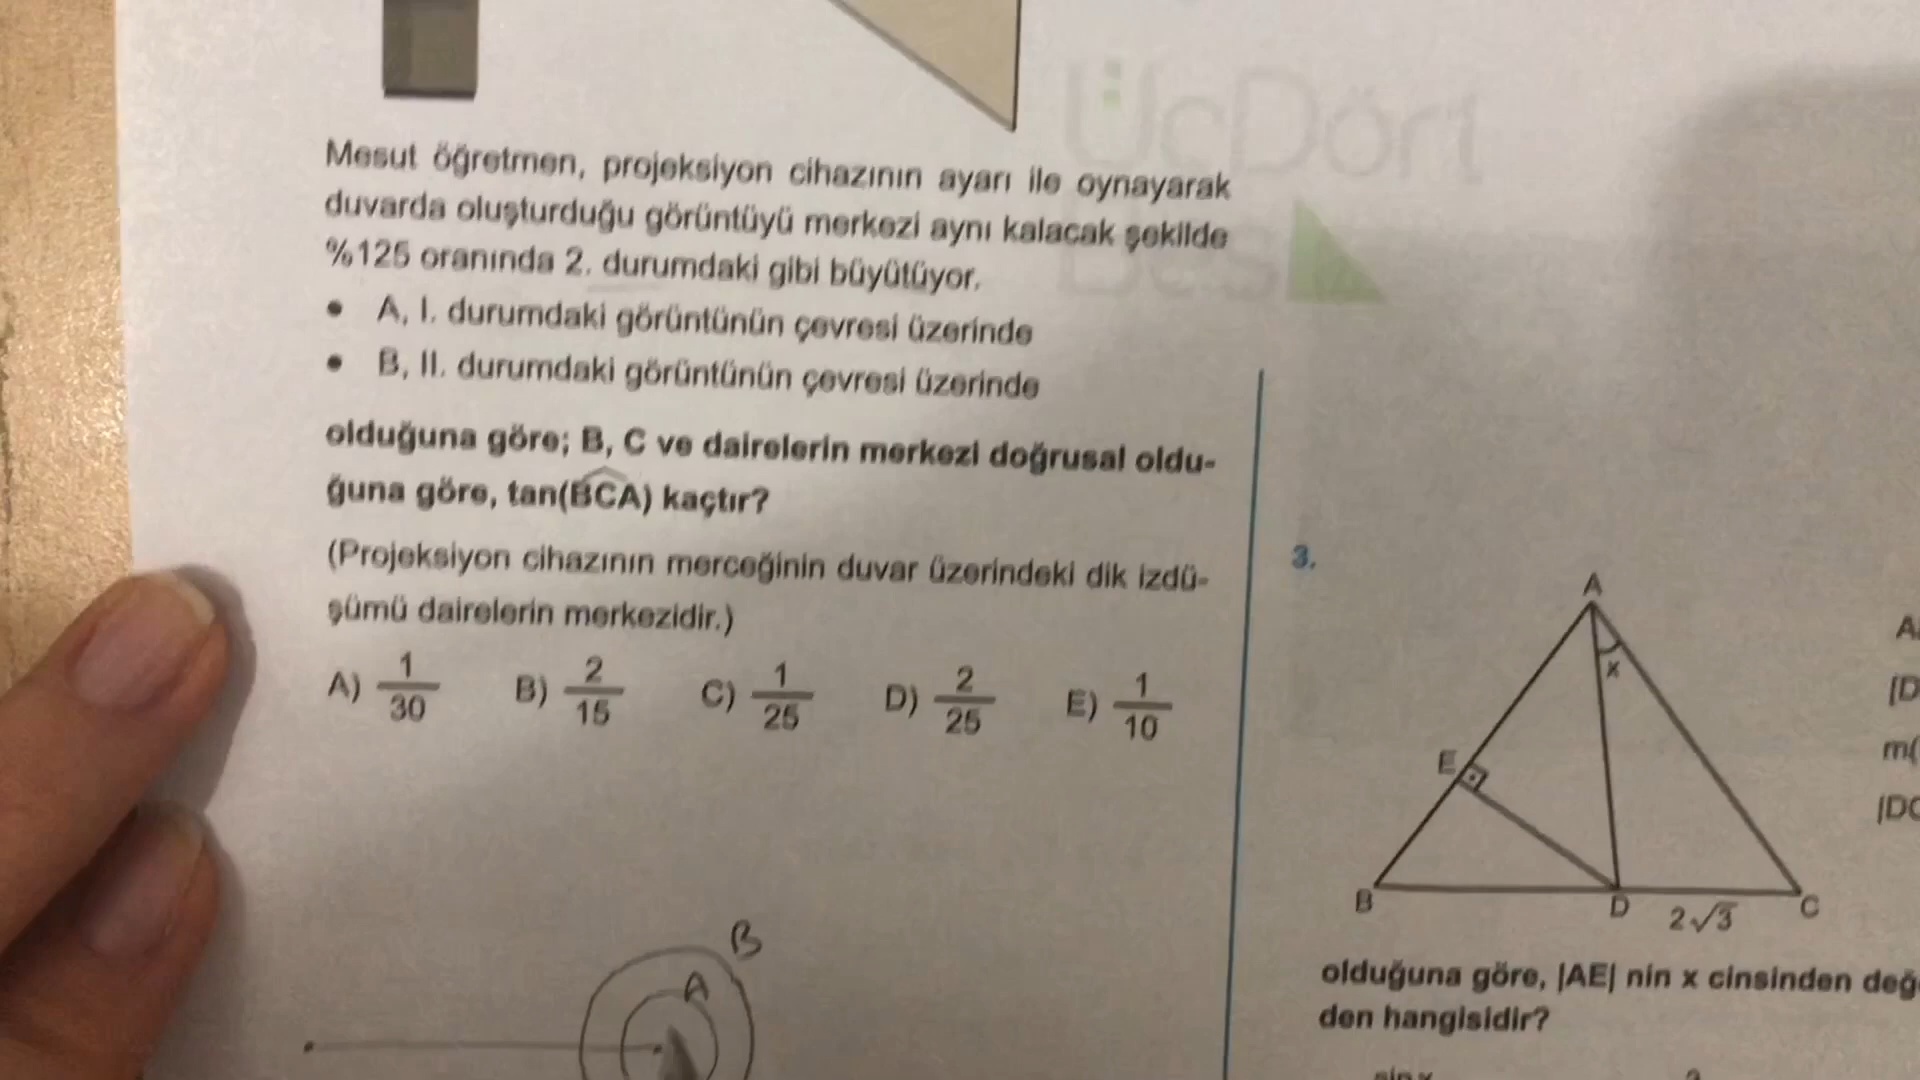 ÜçDört
Bes
Mesut öğretmen, projeksiyon cihazının ayarı ile oynayarak
duvarda oluşturduğu görüntüyü merkezi aynı kalacak şekilde
%125 oranında 2. durumdaki gibi büyütüyor.
• A, I. durumdaki görüntünün çevresi üzerinde
• B, II. durumdaki görüntünün çevresi üzerinde
olduğuna göre; B, C ve dairelerin merkezi doğrusal oldu-
ğuna göre, tan(BCA) kaçtır?
(Projeksiyon cihazının merceğinin duvar üzerindeki dik izdü-
şümü dairelerin merkezidir.)
A) 1/30 B) 2/15 C) 1/25 D) 2/25 E) 1/10
B
A
3.
A
x
E
B
D
C
2√3
[D
m(
|DC
olduğuna göre, |AE| nin x cinsinden değ
den hangisidir?